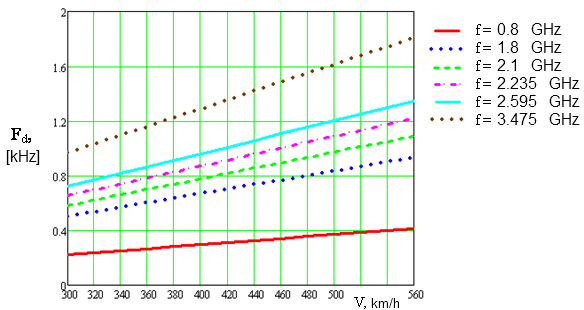 2
1.6
1.2
0.8
0.4
0
F_d,
[kHz]
300 320 340 360 380 400 420 440 460 480 500 560
V, km/h
f = 0.8 GHz
f = 1.8 GHz
f = 2.1 GHz
f = 2.235 GHz
f = 2.595 GHz
f = 3.475 GHz